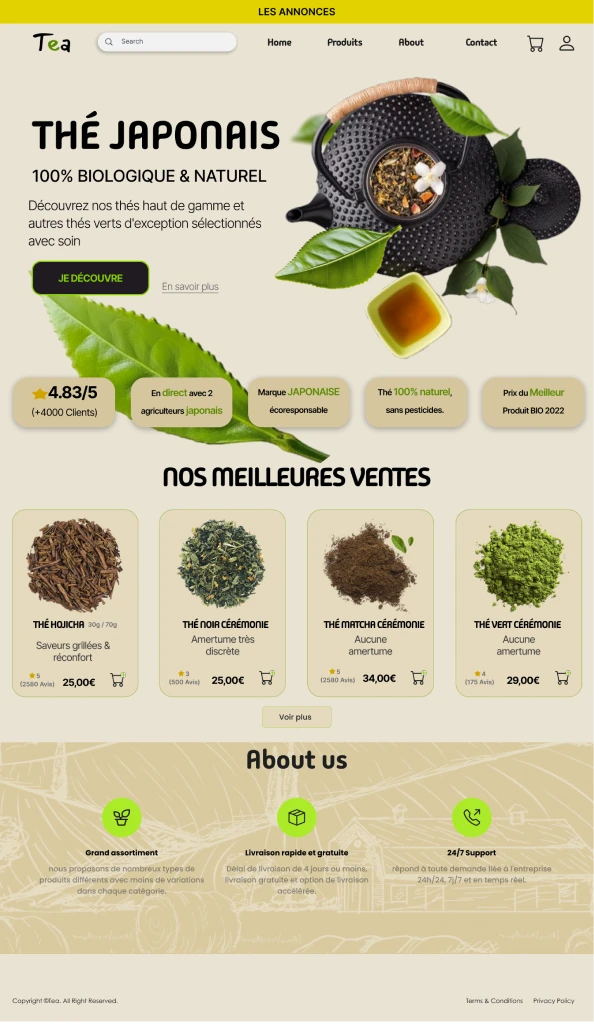 LES ANNONCES
Tea
Search
Home
Produits
About
Contact
THÉ JAPONAIS
100% BIOLOGIQUE & NATUREL
Découvrez nos thés haut de gamme et
autres thés verts d'exception sélectionnés
avec soin
JE DÉCOUVRE
En savoir plus
4.83/5
(+4000 Clients)
En direct avec 2
agriculteurs japonais
Marque JAPONAISE
écoresponsable
Thé 100% naturel,
sans pesticides.
Prix du Meilleur
Produit BIO 2022
NOS MEILLEURES VENTES
THÉ HOJICHA 30g / 70g
Saveurs grillées &
réconfort
5
(2580 Avis)
25,00€
THÉ NOIR CÉRÉMONIE
Amertume très
discrète
3
(500 Avis)
25,00€
THÉ MATCHA CÉRÉMONIE
Aucune
amertume
5
(2580 Avis)
34,00€
THÉ VERT CÉRÉMONIE
Aucune
amertume
4
(175 Avis)
29,00€
Voir plus
About us
Grand assortiment
nous proposons de nombreux types de
produits différents avec moins de variations
dans chaque catégorie.
Livraison rapide et gratuite
Délai de livraison de 4 jours ou moins,
livraison gratuite et option de livraison
accélérée.
24/7 Support
répond à toute demande liée à l'entreprise
24h/24, 7j/7 et en temps réel.
Copyright ©Tea. All Right Reserved.
Terms & Conditions
Privacy Policy